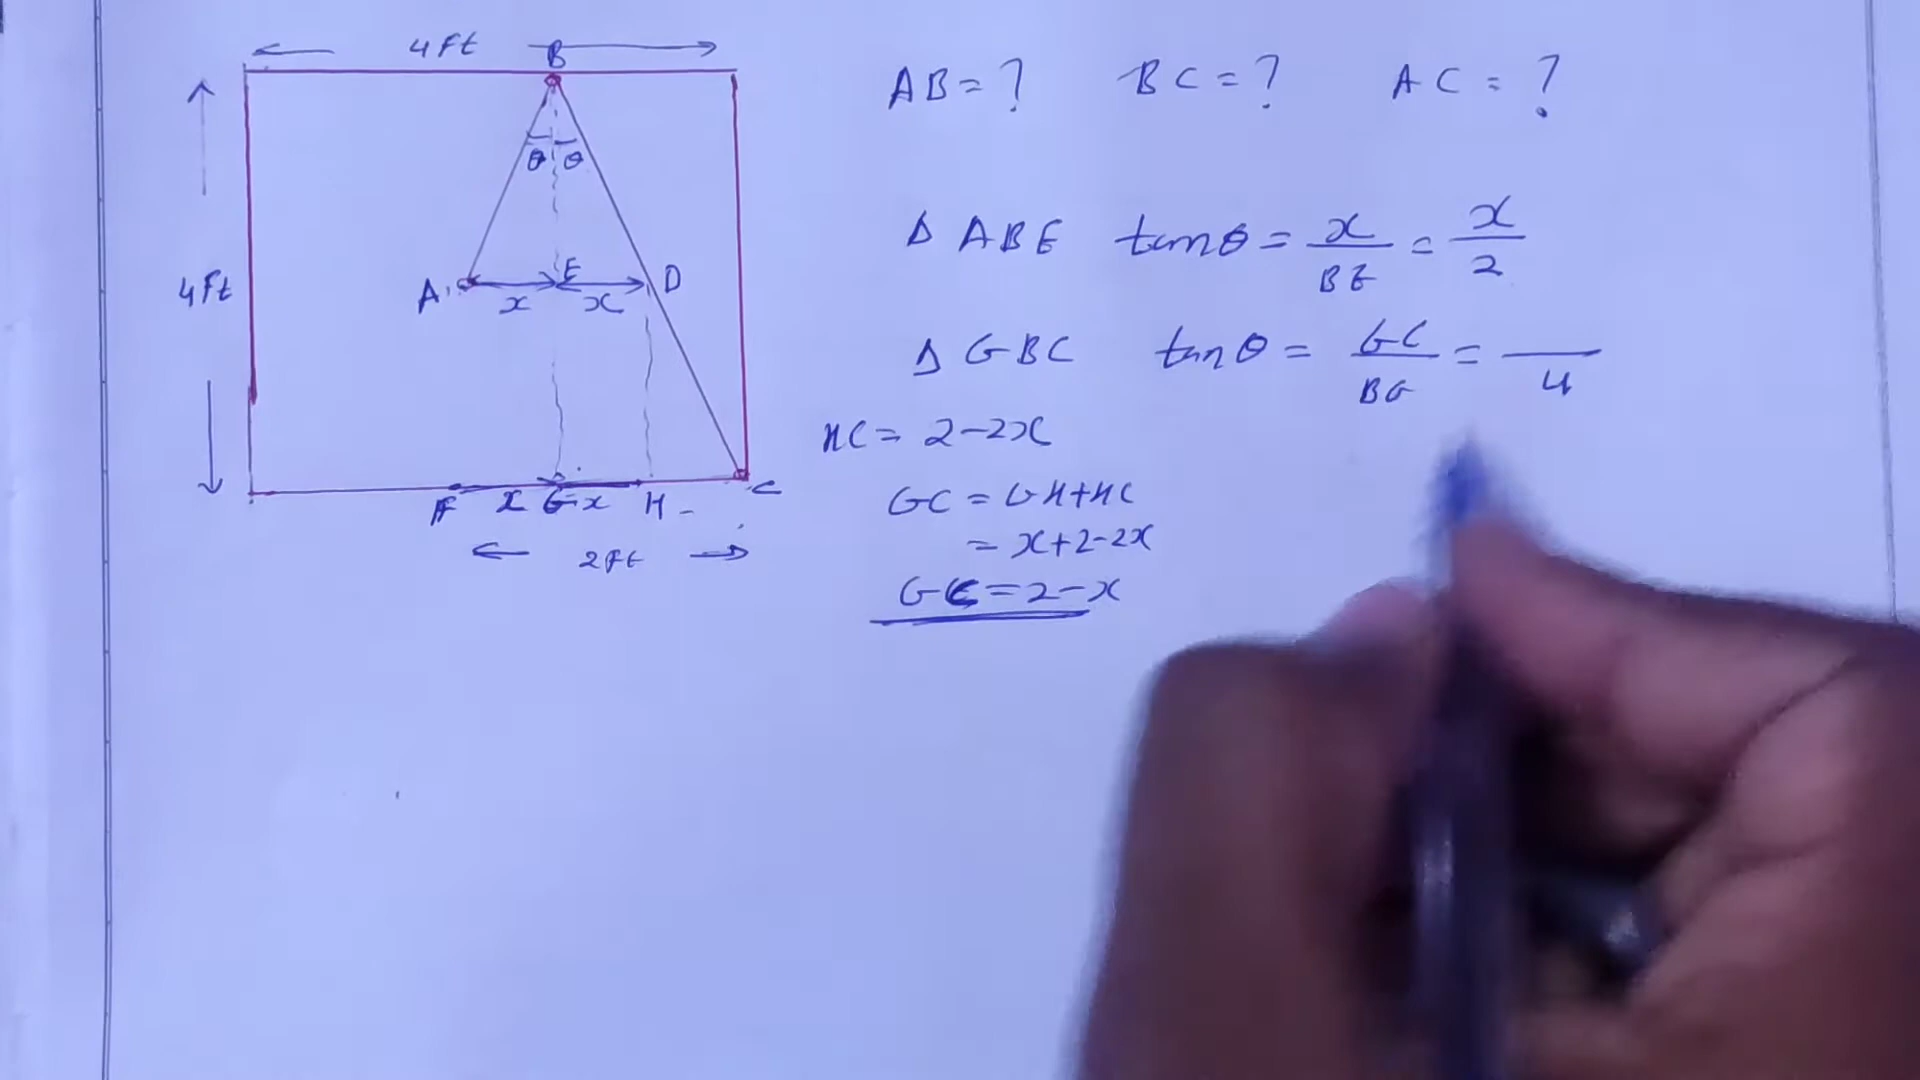 4Ft
B
θ θ
4Ft
A E D
x x
F x G x H C
2Ft
AB = ? BC = ? AC = ?
Δ ABE tanθ = x/BE = x/2
Δ GBC tanθ = GC/BG = /4
HC = 2-2x
GC = GH+HC
= x+2-2x
GC = 2-x